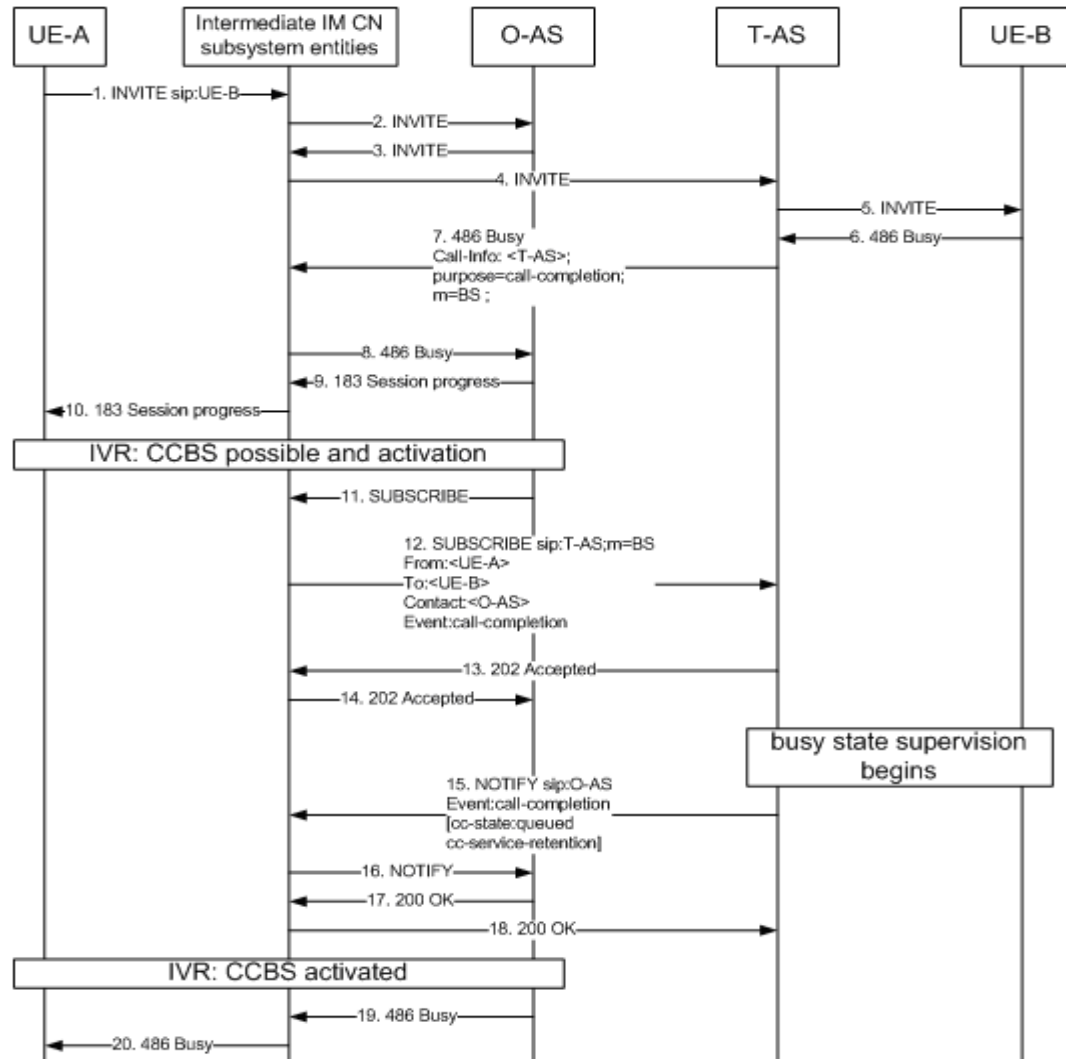 UE-A
Intermediate IM CN
subsystem entities
O-AS
T-AS
UE-B
1. INVITE sip:UE-B
2. INVITE
3. INVITE
4. INVITE
5. INVITE
6. 486 Busy
7. 486 Busy
Call-Info: <T-AS>;
purpose=call-completion;
m=BS ;
8. 486 Busy
9. 183 Session progress
10. 183 Session progress
IVR: CCBS possible and activation
11. SUBSCRIBE
12. SUBSCRIBE sip:T-AS;m=BS
From:<UE-A>
To:<UE-B>
Contact:<O-AS>
Event:call-completion
13. 202 Accepted
14. 202 Accepted
busy state supervision
begins
15. NOTIFY sip:O-AS
Event:call-completion
[cc-state:queued
cc-service-retention]
16. NOTIFY
17. 200 OK
18. 200 OK
IVR: CCBS activated
19. 486 Busy
20. 486 Busy